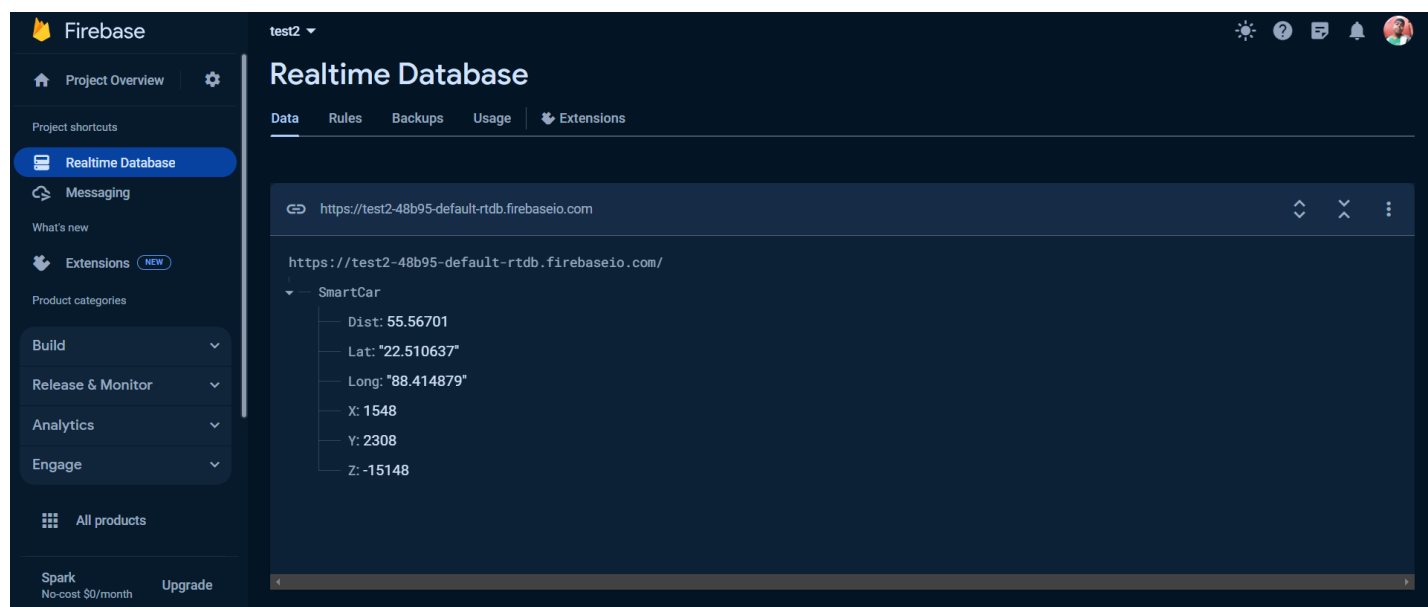 Firebase
Project Overview
Project shortcuts
Realtime Database
Messaging
What's new
Extensions NEW
Product categories
Build
Release & Monitor
Analytics
Engage
All products
Spark
No-cost $0/month
Upgrade
test2
Realtime Database
Data Rules Backups Usage Extensions
https://test2-48b95-default-rtdb.firebaseio.com
https://test2-48b95-default-rtdb.firebaseio.com/
SmartCar
Dist: 55.56701
Lat: "22.510637"
Long: "88.414879"
X: 1548
Y: 2308
Z: -15148